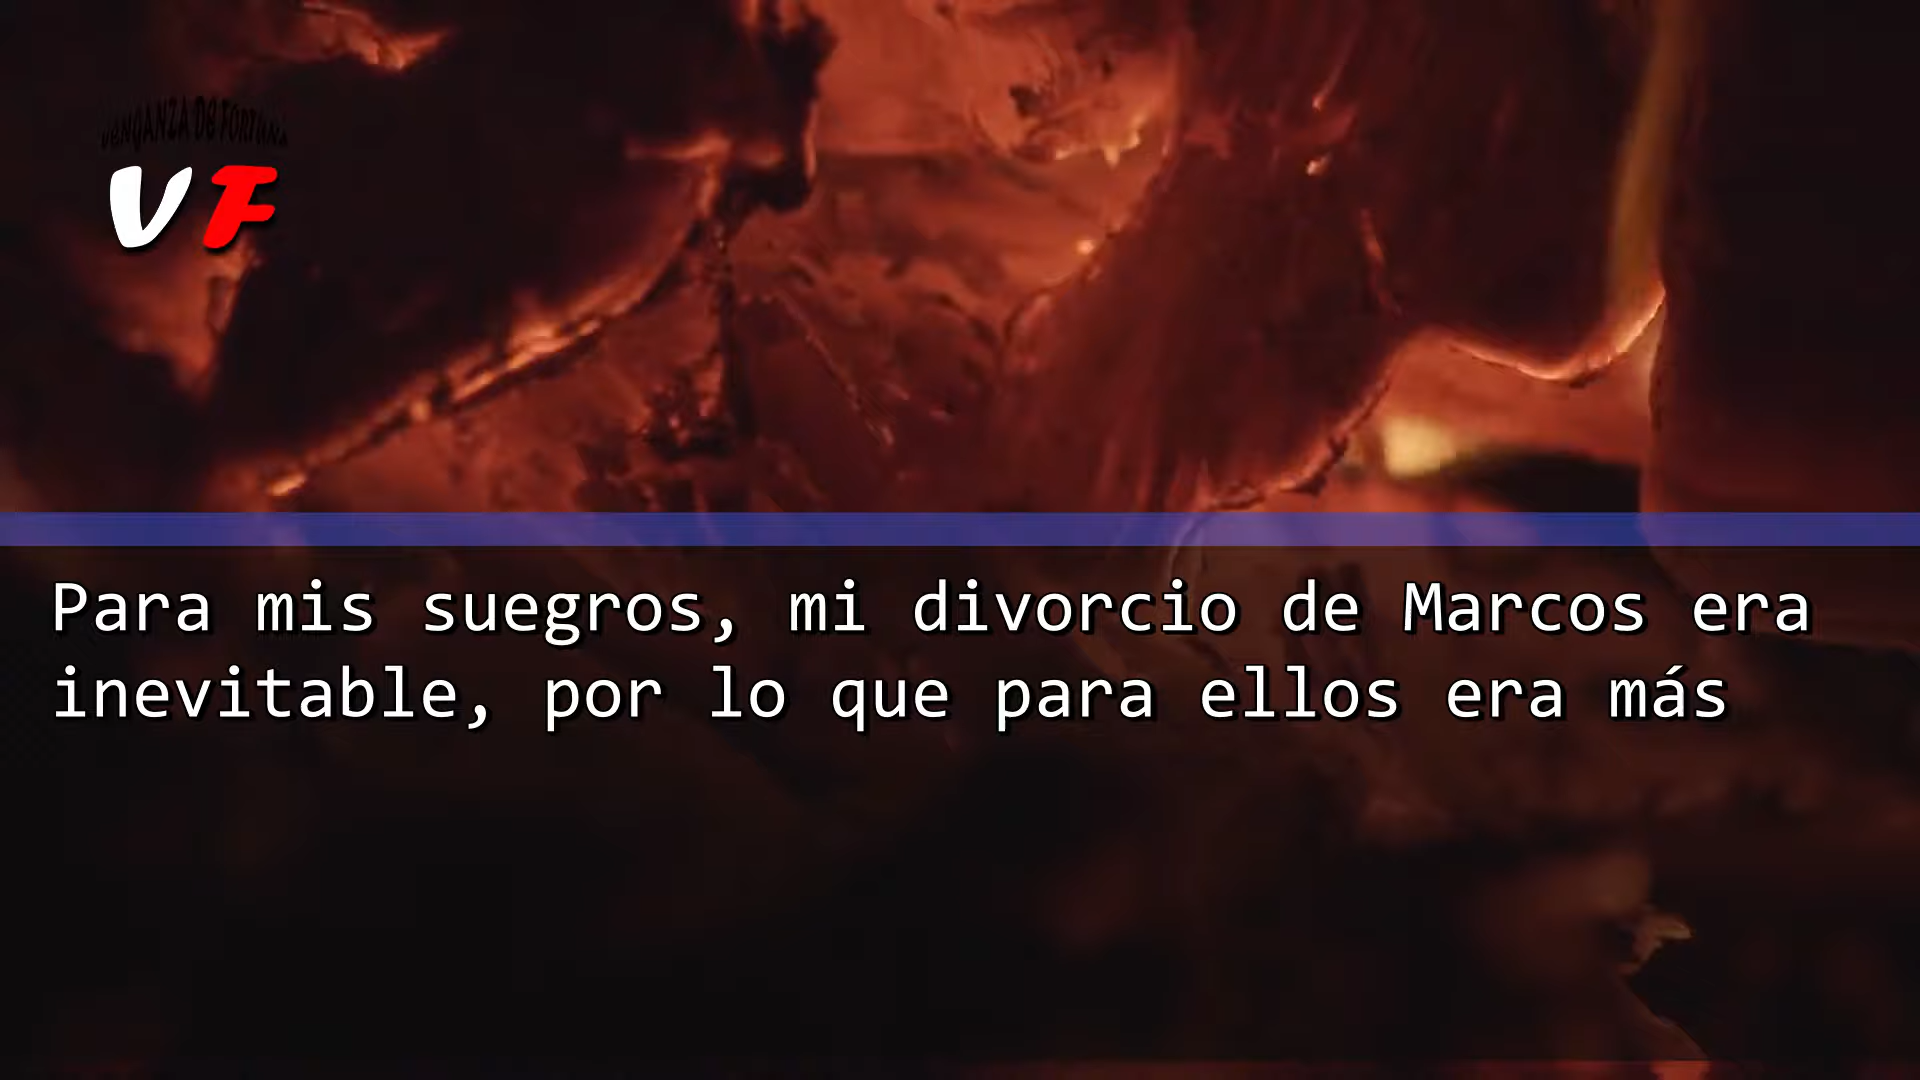 VENGANZA DE FORTUNA
VF
Para mis suegros, mi divorcio de Marcos era
inevitable, por lo que para ellos era más